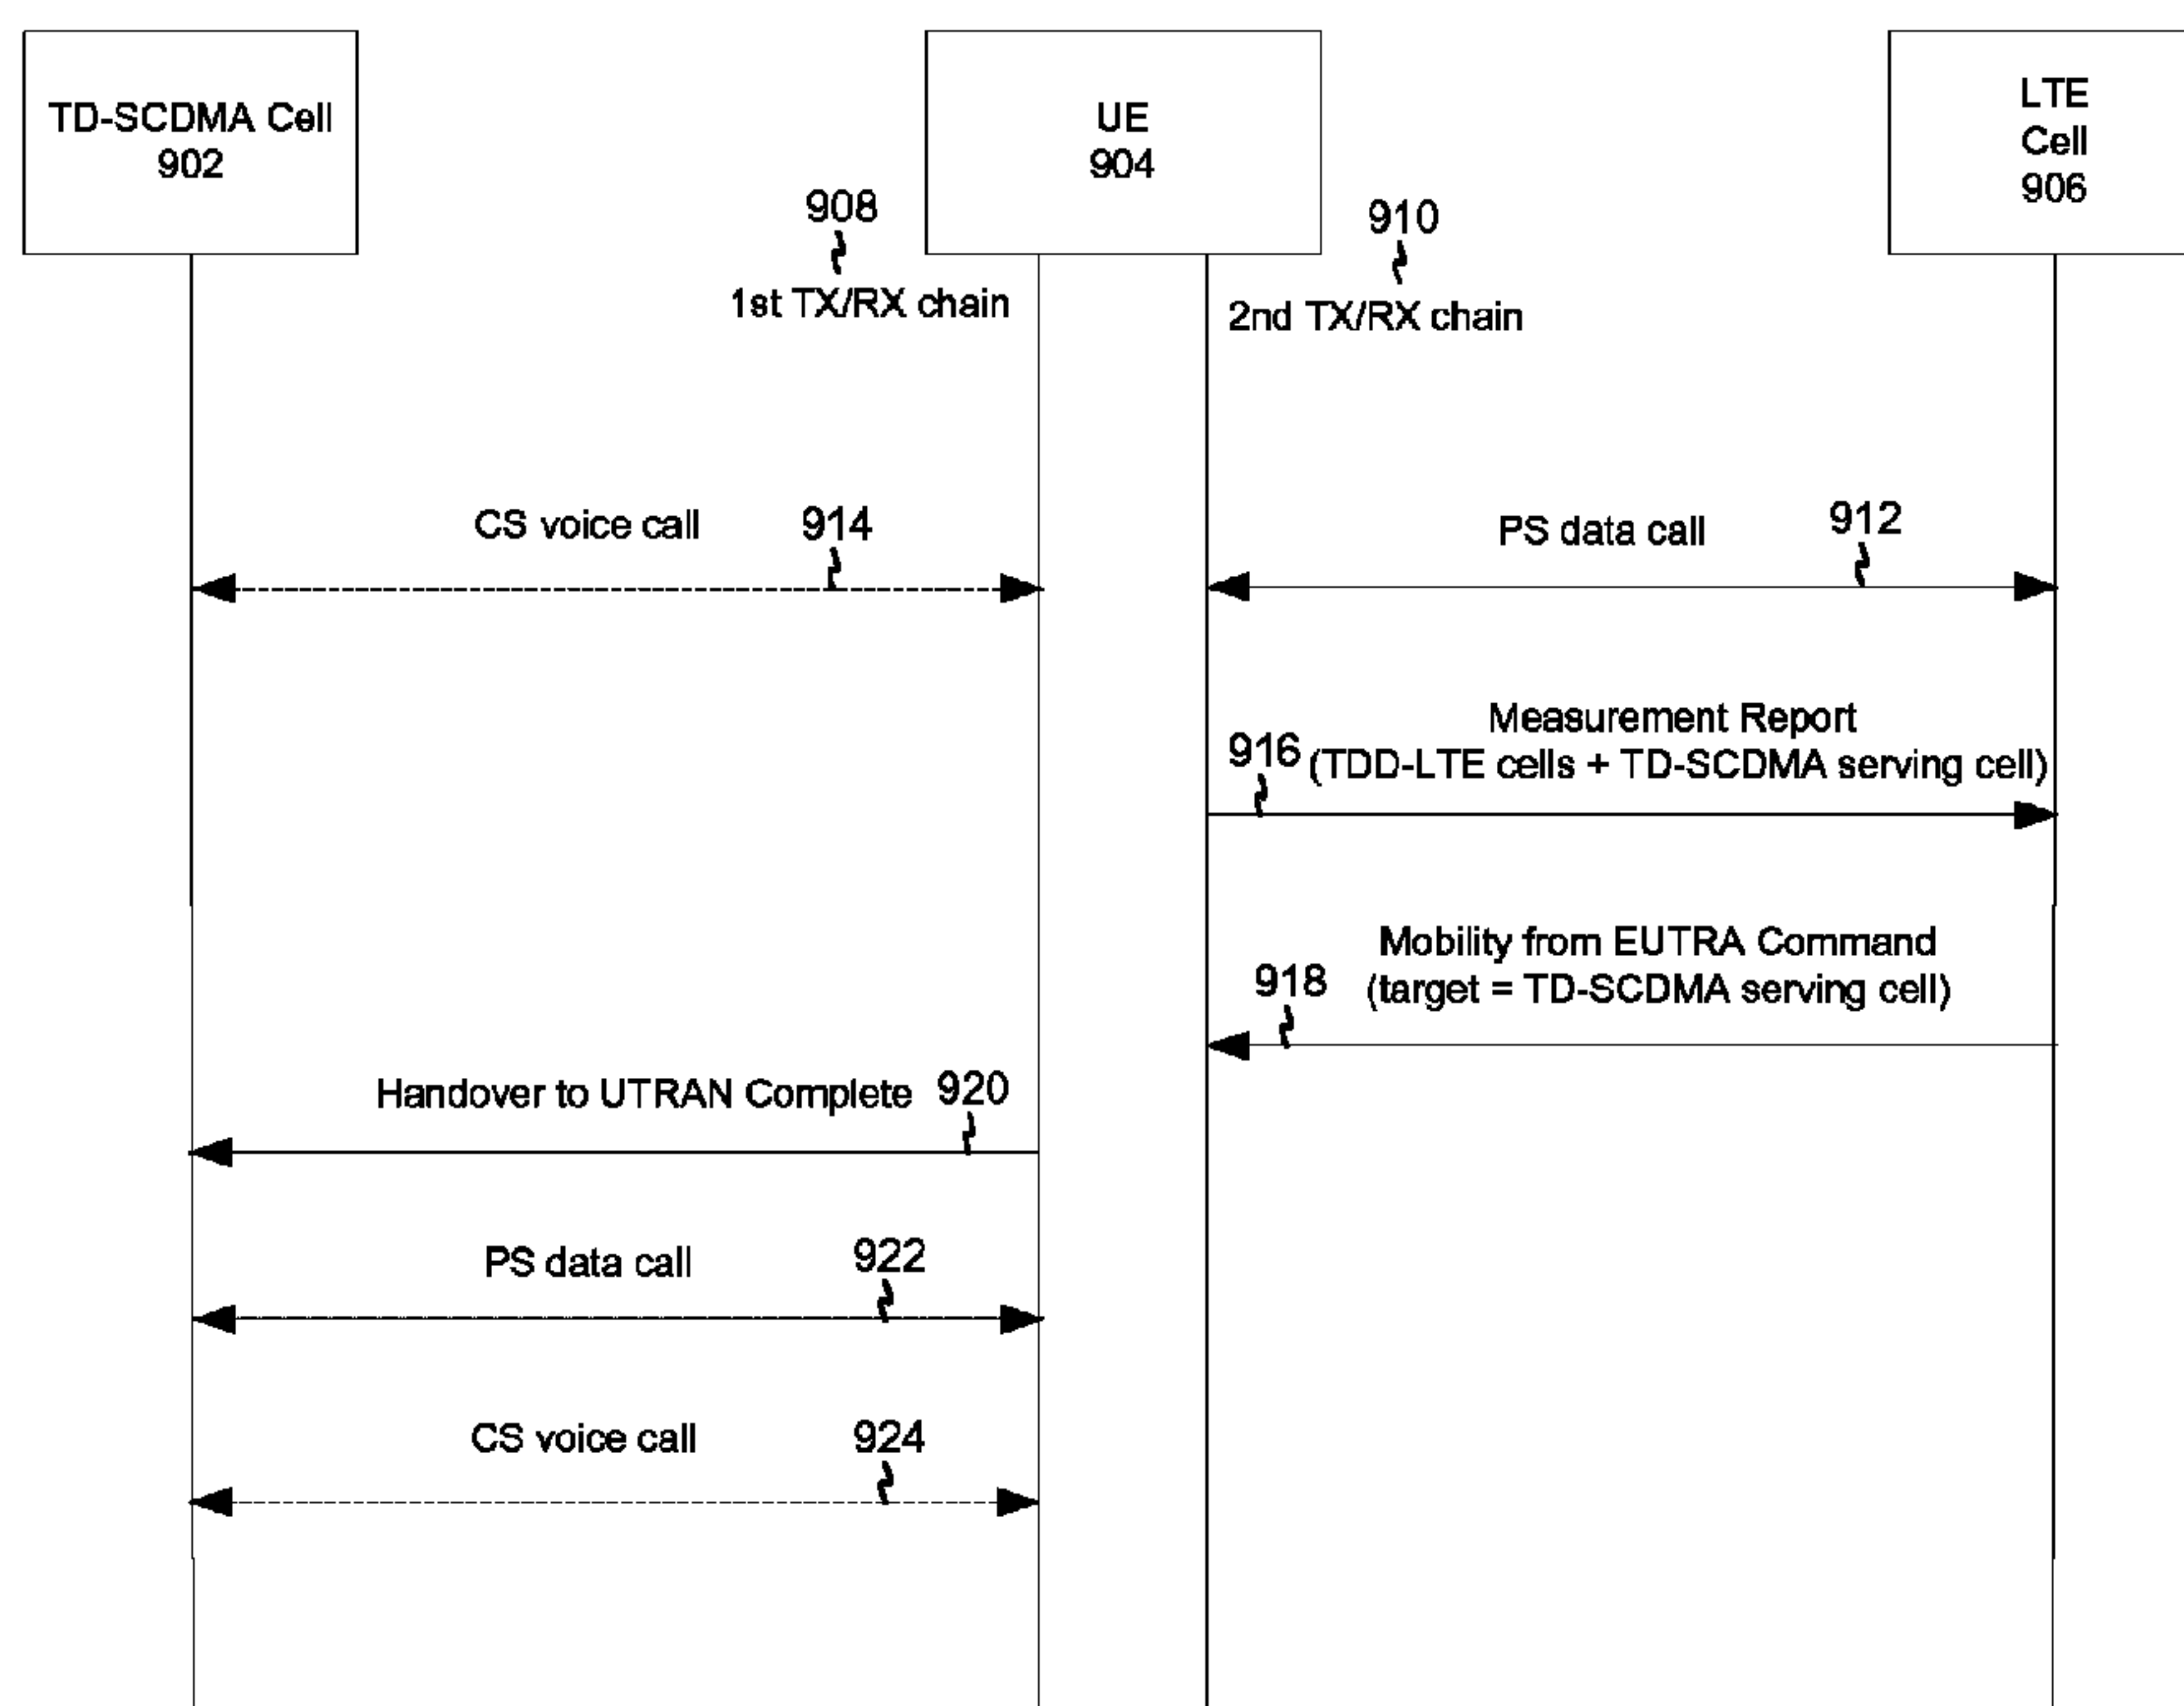 TD-SCDMA Cell
902
UE
904
LTE
Cell
906
908
1st TX/RX chain
910
2nd TX/RX chain
CS voice call
914
PS data call
912
Measurement Report
916
(TDD-LTE cells + TD-SCDMA serving cell)
Mobility from EUTRA Command
918
(target = TD-SCDMA serving cell)
Handover to UTRAN Complete
920
PS data call
922
CS voice call
924